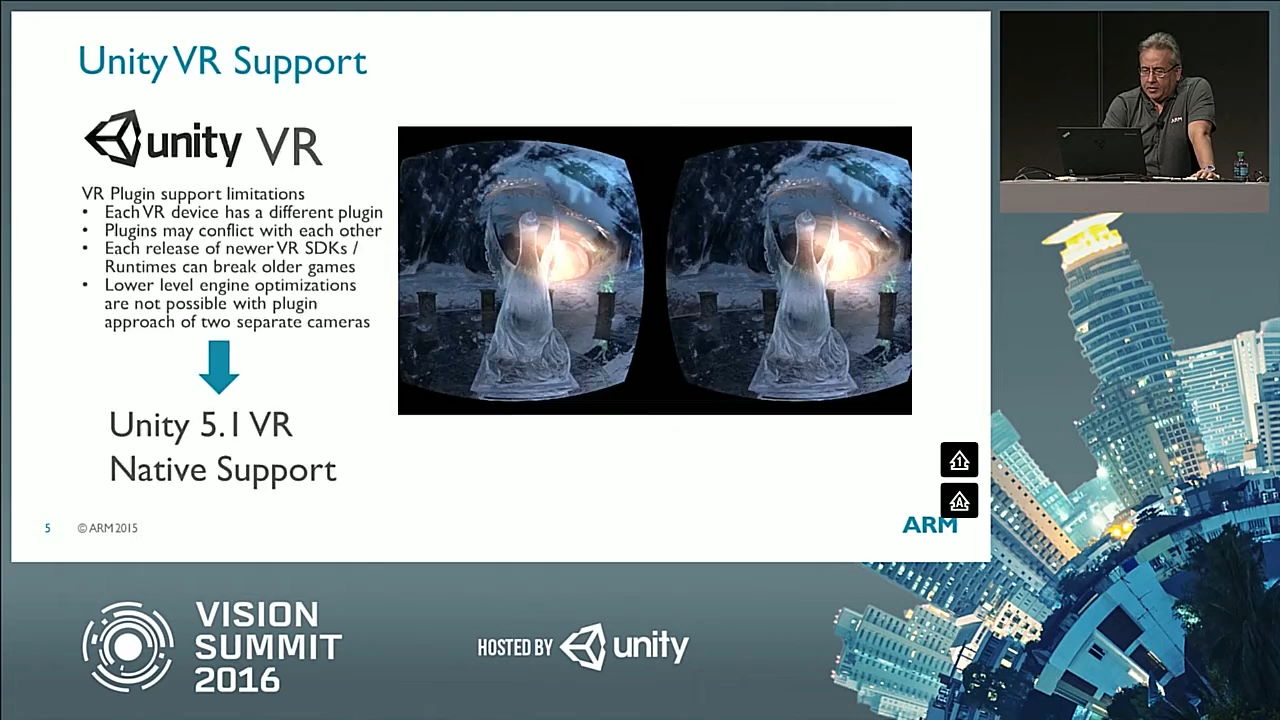 Unity VR Support
unity VR
VR Plugin support limitations
• Each VR device has a different plugin
• Plugins may conflict with each other
• Each release of newer VR SDKs /
Runtimes can break older games
• Lower level engine optimizations
are not possible with plugin
approach of two separate cameras
Unity 5.1 VR
Native Support
5 © ARM 2015
ARM
1
A
ARM
VISION
SUMMIT
2016
HOSTED BY unity